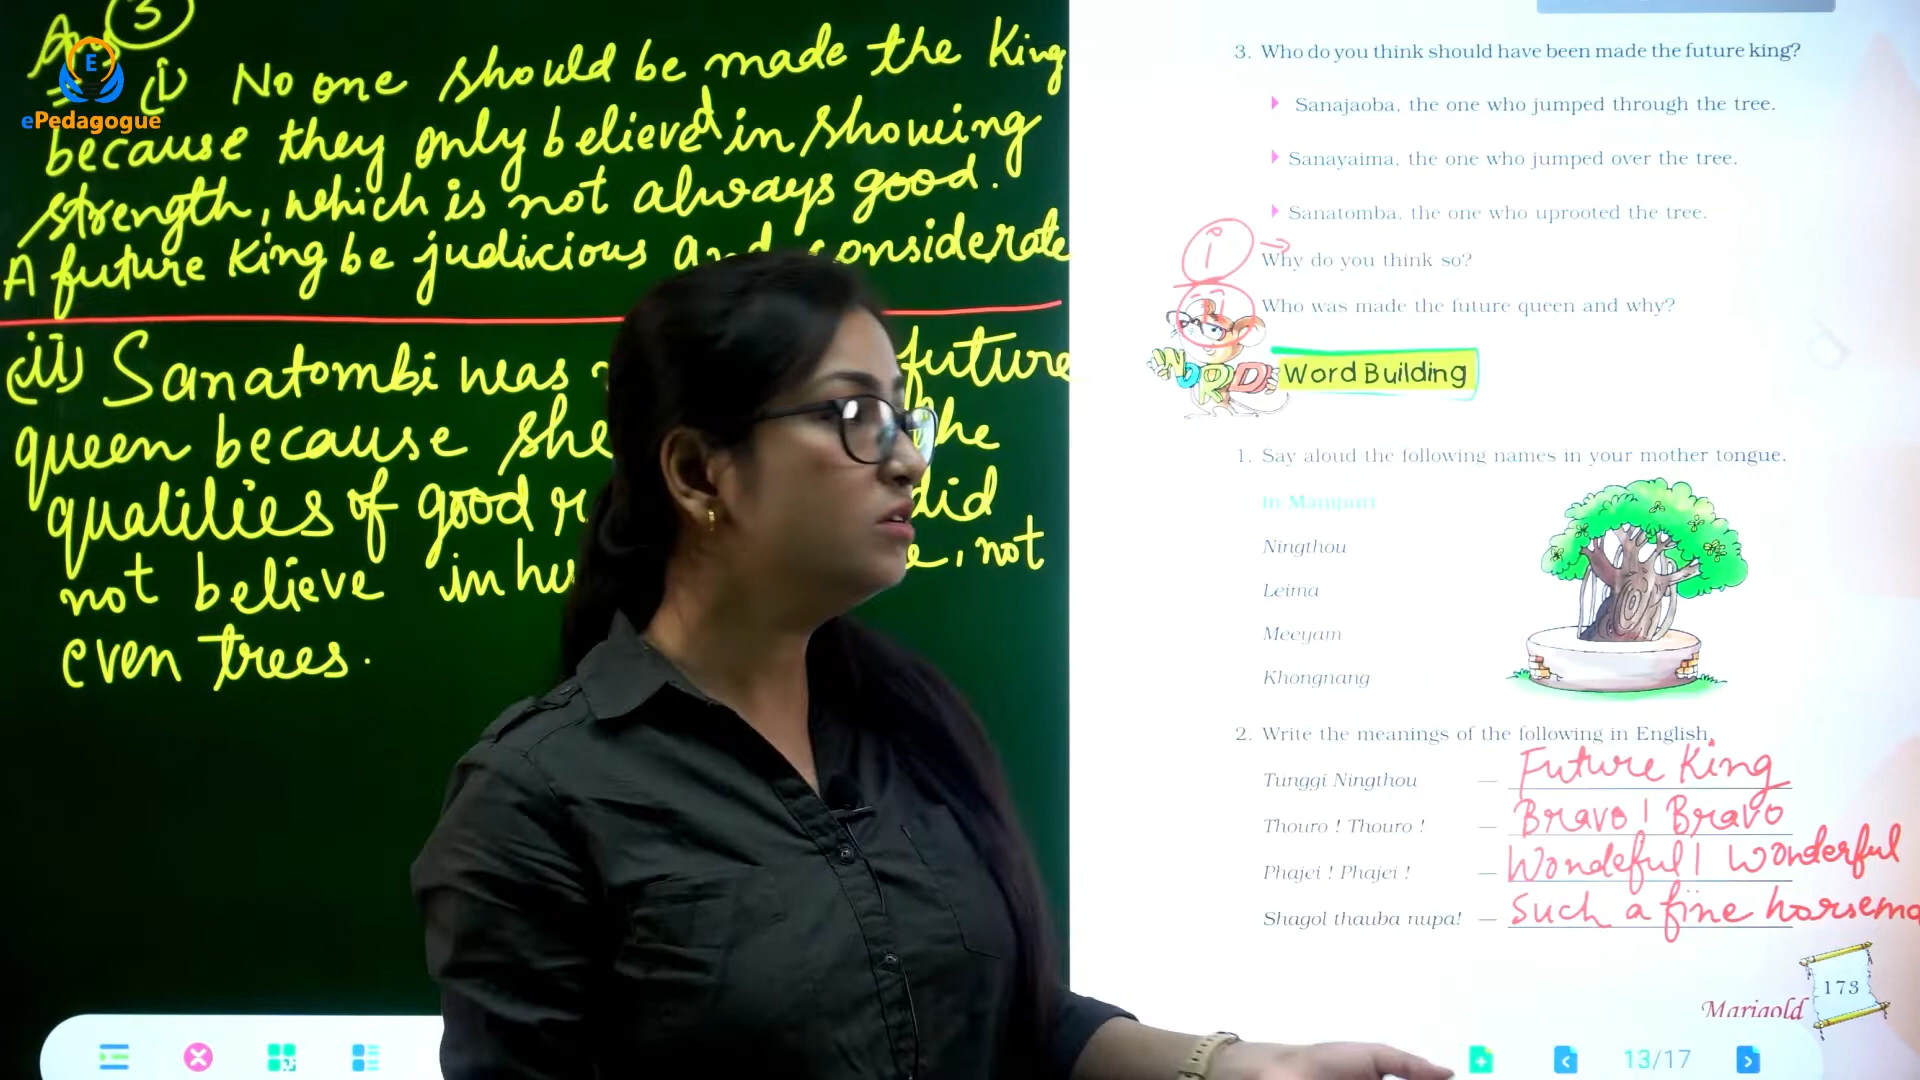 Ans 3
E
ePedagogue
(i) No one should be made the King
because they only believed in showing
strength, which is not always good.
A future King be judicious and considerate
(ii) Sanatombi was future
queen because she the
qualities of good did
not believe in not
even trees.
3. Who do you think should have been made the future king?
Sanajaoba, the one who jumped through the tree.
Sanayaima, the one who jumped over the tree.
Sanatomba, the one who uprooted the tree.
i → Why do you think so?
ii Who was made the future queen and why?
WORDS Word Building
1. Say aloud the following names in your mother tongue.
In Manipuri
Ningthou
Leima
Meeyam
Khongnang
2. Write the meanings of the following in English.
Tunggi Ningthou — Future King
Thouro ! Thouro ! — Bravo ! Bravo
Phajei ! Phajei ! — Wondeful ! Wonderful
Shagol thauba nupa! — Such a fine horsema
173
Marigold
13/17